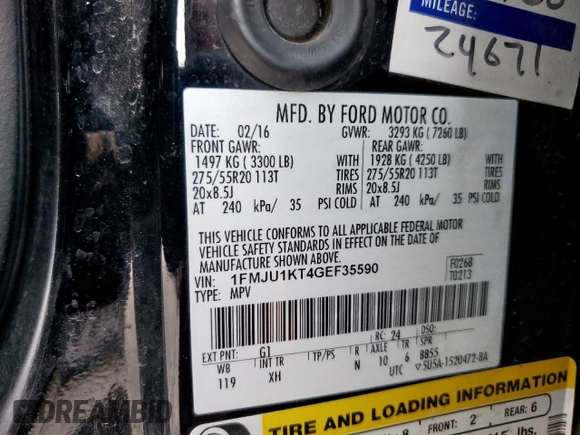 MILEAGE:
24671
MFD. BY FORD MOTOR CO.
DATE: 02/16 GVWR: 3293 KG ( 7260 LB)
FRONT GAWR: REAR GAWR:
1497 KG ( 3300 LB) WITH 1928 KG ( 4250 LB) WITH
275/55R20 113T TIRES 275/55R20 113T TIRES
20x8.5J RIMS 20x8.5J RIMS
AT 240 kPa/ 35 PSI COLD AT 240 kPa/ 35 PSI COLD
THIS VEHICLE CONFORMS TO ALL APPLICABLE FEDERAL MOTOR
VEHICLE SAFETY STANDARDS IN EFFECT ON THE DATE OF MANUFACTURE
SHOWN ABOVE.
VIN: 1FMJU1KT4GEF35590 F0268
TYPE: MPV T0213
EXT PNT: G1 RC: 24 DSO:
WB INT TR TP/PS R AXLE TR SPR
119 XH N 10 6 BB55
UTC 5U5A-1520472-BA
TIRE AND LOADING INFORMATION
8 FRONT: 2 REAR: 6
lbs.
DREAMBID